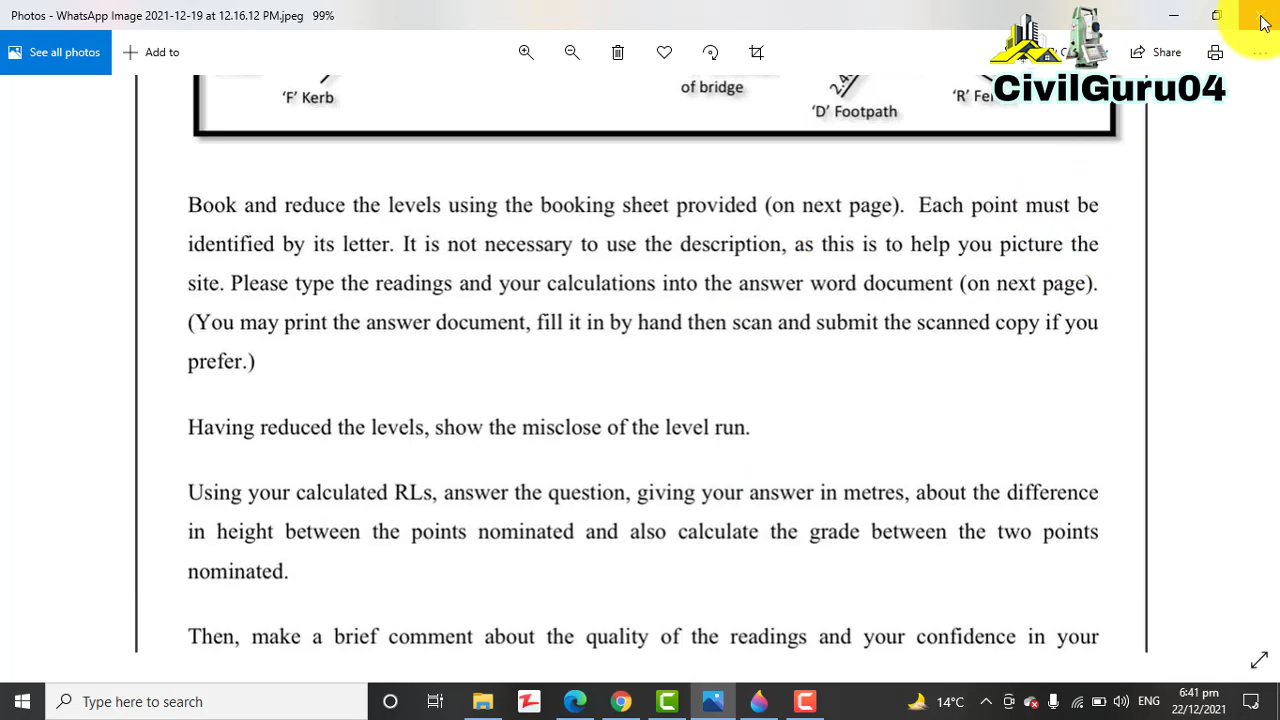 Photos - WhatsApp Image 2021-12-19 at 12.16.12 PM.jpeg 99%
See all photos
Add to
Share
CivilGuru04
'F' Kerb
of bridge
'D' Footpath
'R' Fe
Book and reduce the levels using the booking sheet provided (on next page). Each point must be
identified by its letter. It is not necessary to use the description, as this is to help you picture the
site. Please type the readings and your calculations into the answer word document (on next page).
(You may print the answer document, fill it in by hand then scan and submit the scanned copy if you
prefer.)
Having reduced the levels, show the misclose of the level run.
Using your calculated RLs, answer the question, giving your answer in metres, about the difference
in height between the points nominated and also calculate the grade between the two points
nominated.
Then, make a brief comment about the quality of the readings and your confidence in your
Type here to search
14°C
ENG
6:41 pm
22/12/2021